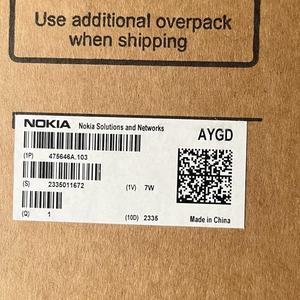 Use additional overpack
when shipping
NOKIA Nokia Solutions and Networks
AYGD
(1P) 475646A.103
(S) 2335011672
(1V) 7W
(Q) 1
(10D) 2335
Made in China